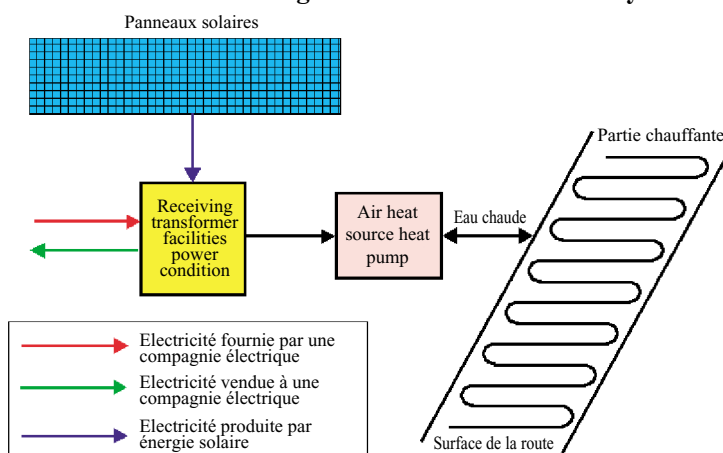 Panneaux solaires
Partie chauffante
Receiving
transformer
facilities
power
condition
Air heat
source heat
pump
Eau chaude
Electricité fournie par une
compagnie électrique
Electricité vendue à une
compagnie électrique
Electricité produite par
énergie solaire
Surface de la route